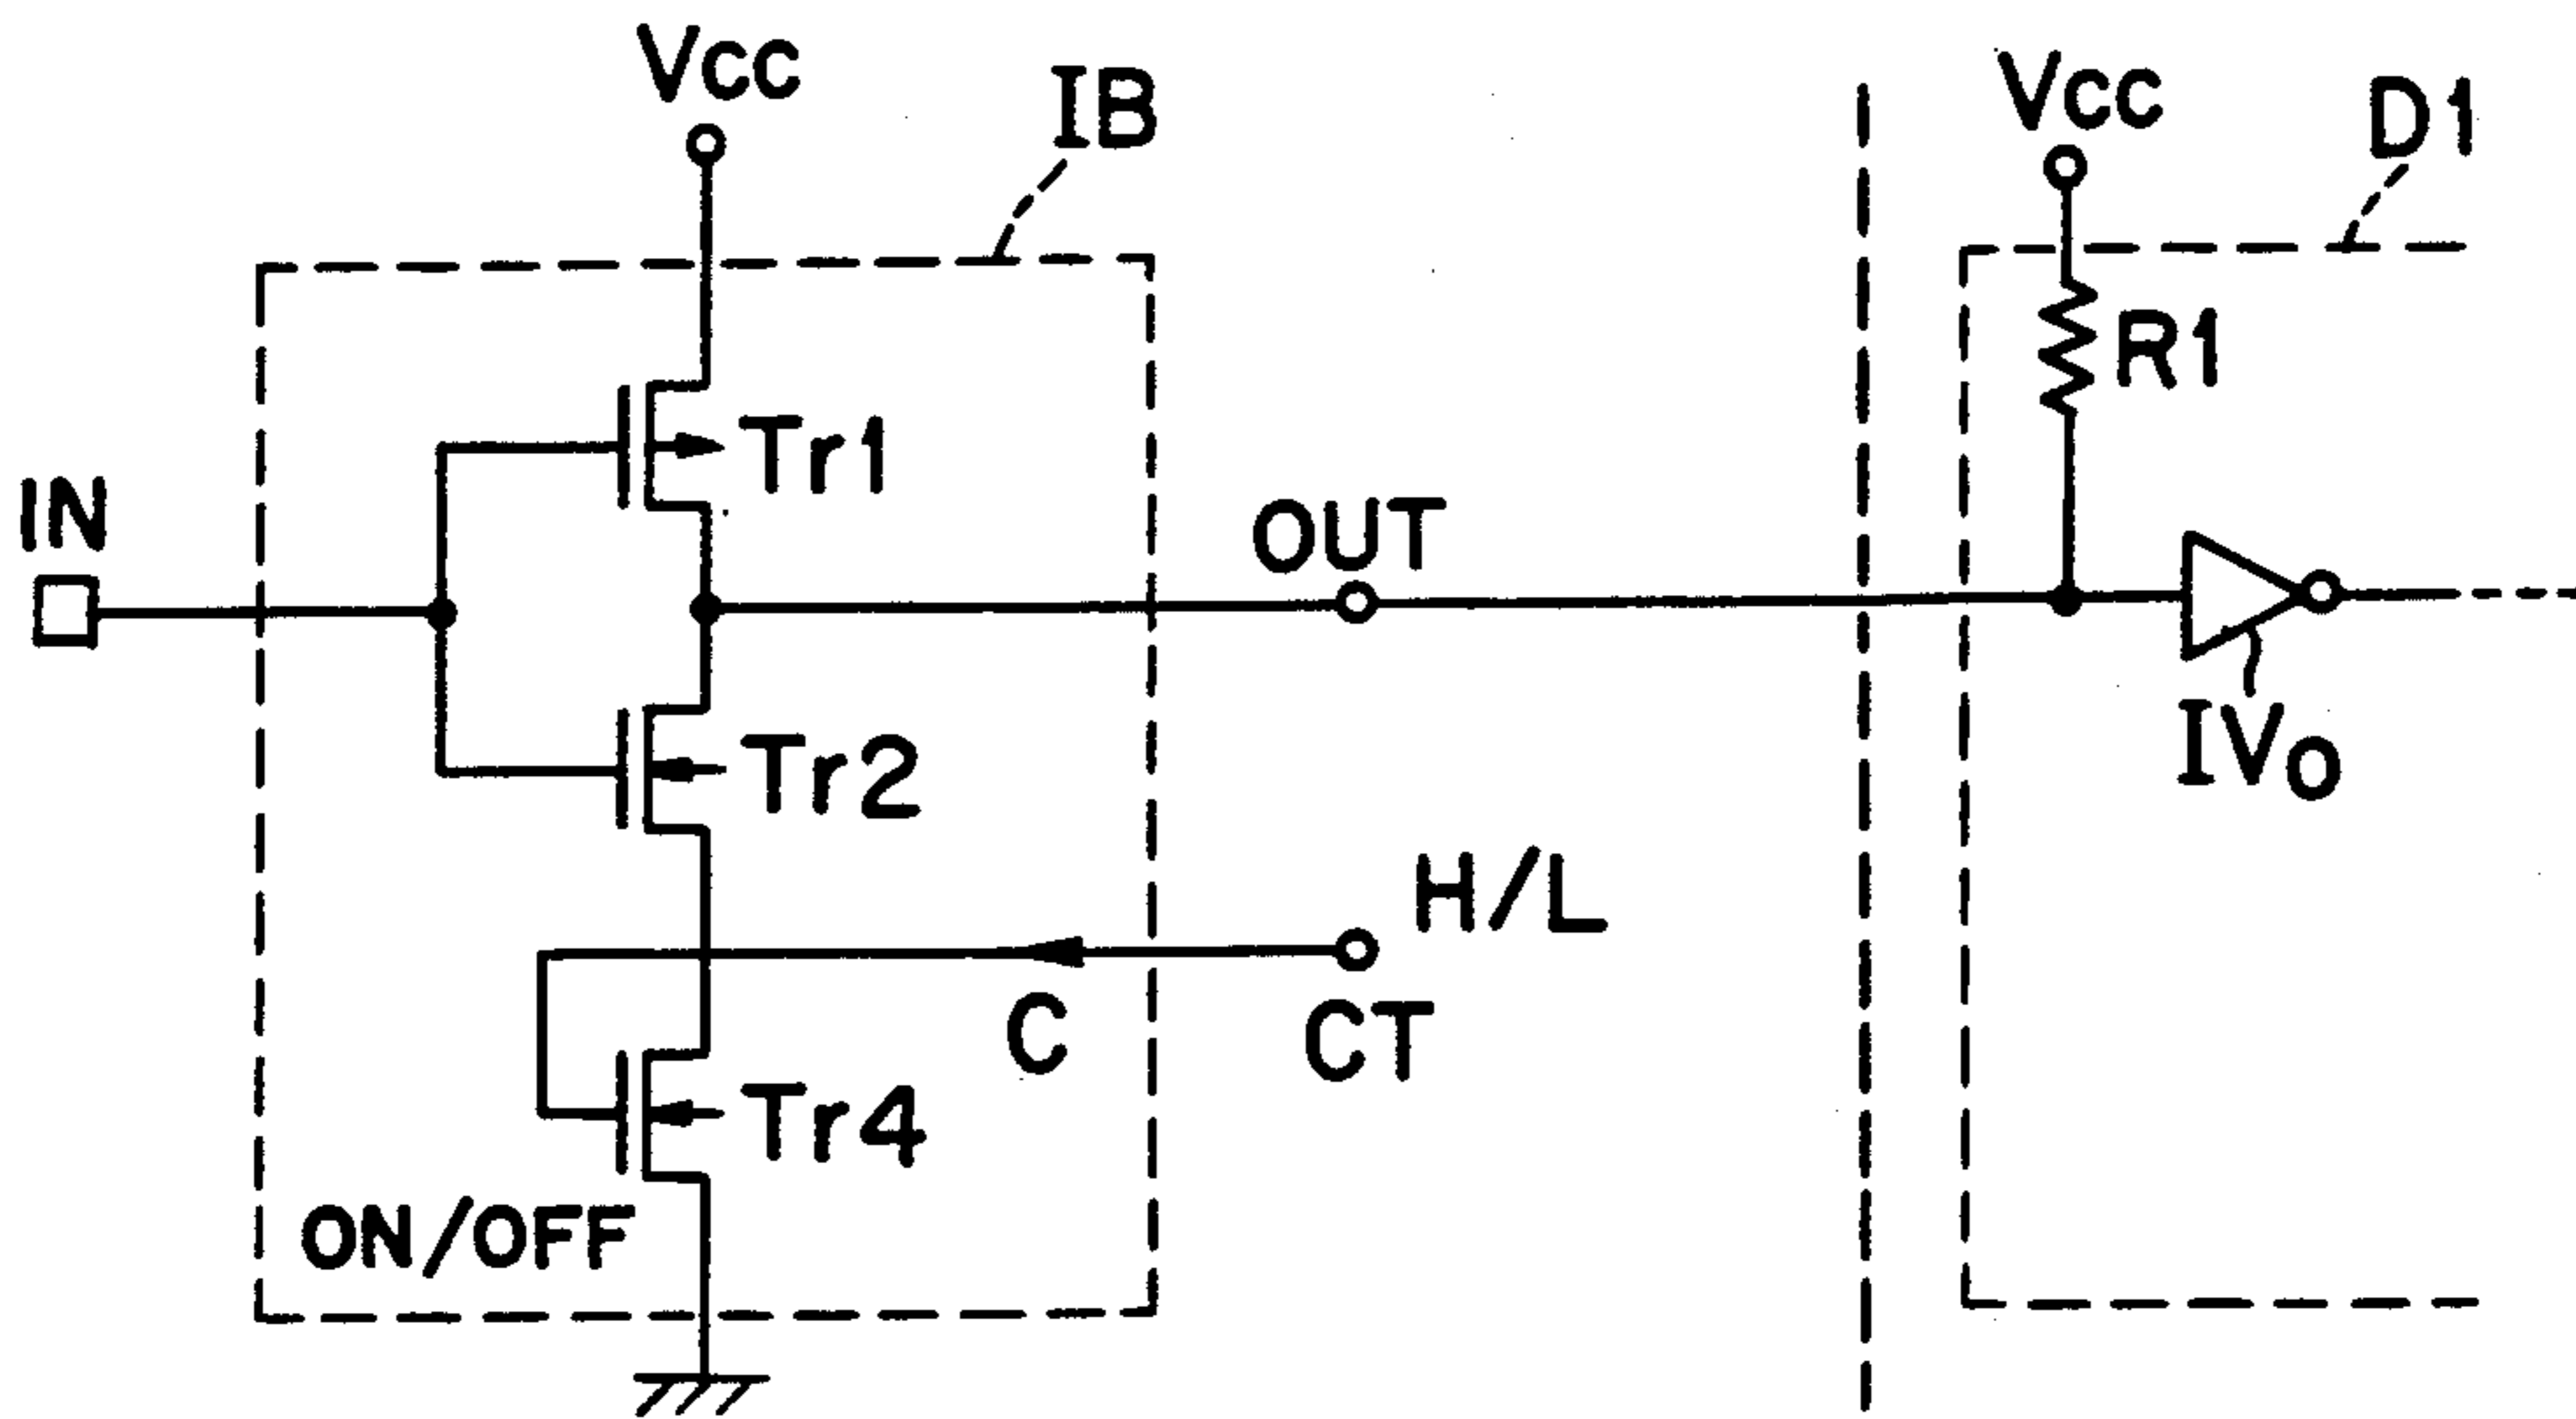 Vcc
IB
Vcc
D1
R1
Tr1
IN
OUT
Tr2
IVo
H/L
C
CT
Tr4
ON/OFF